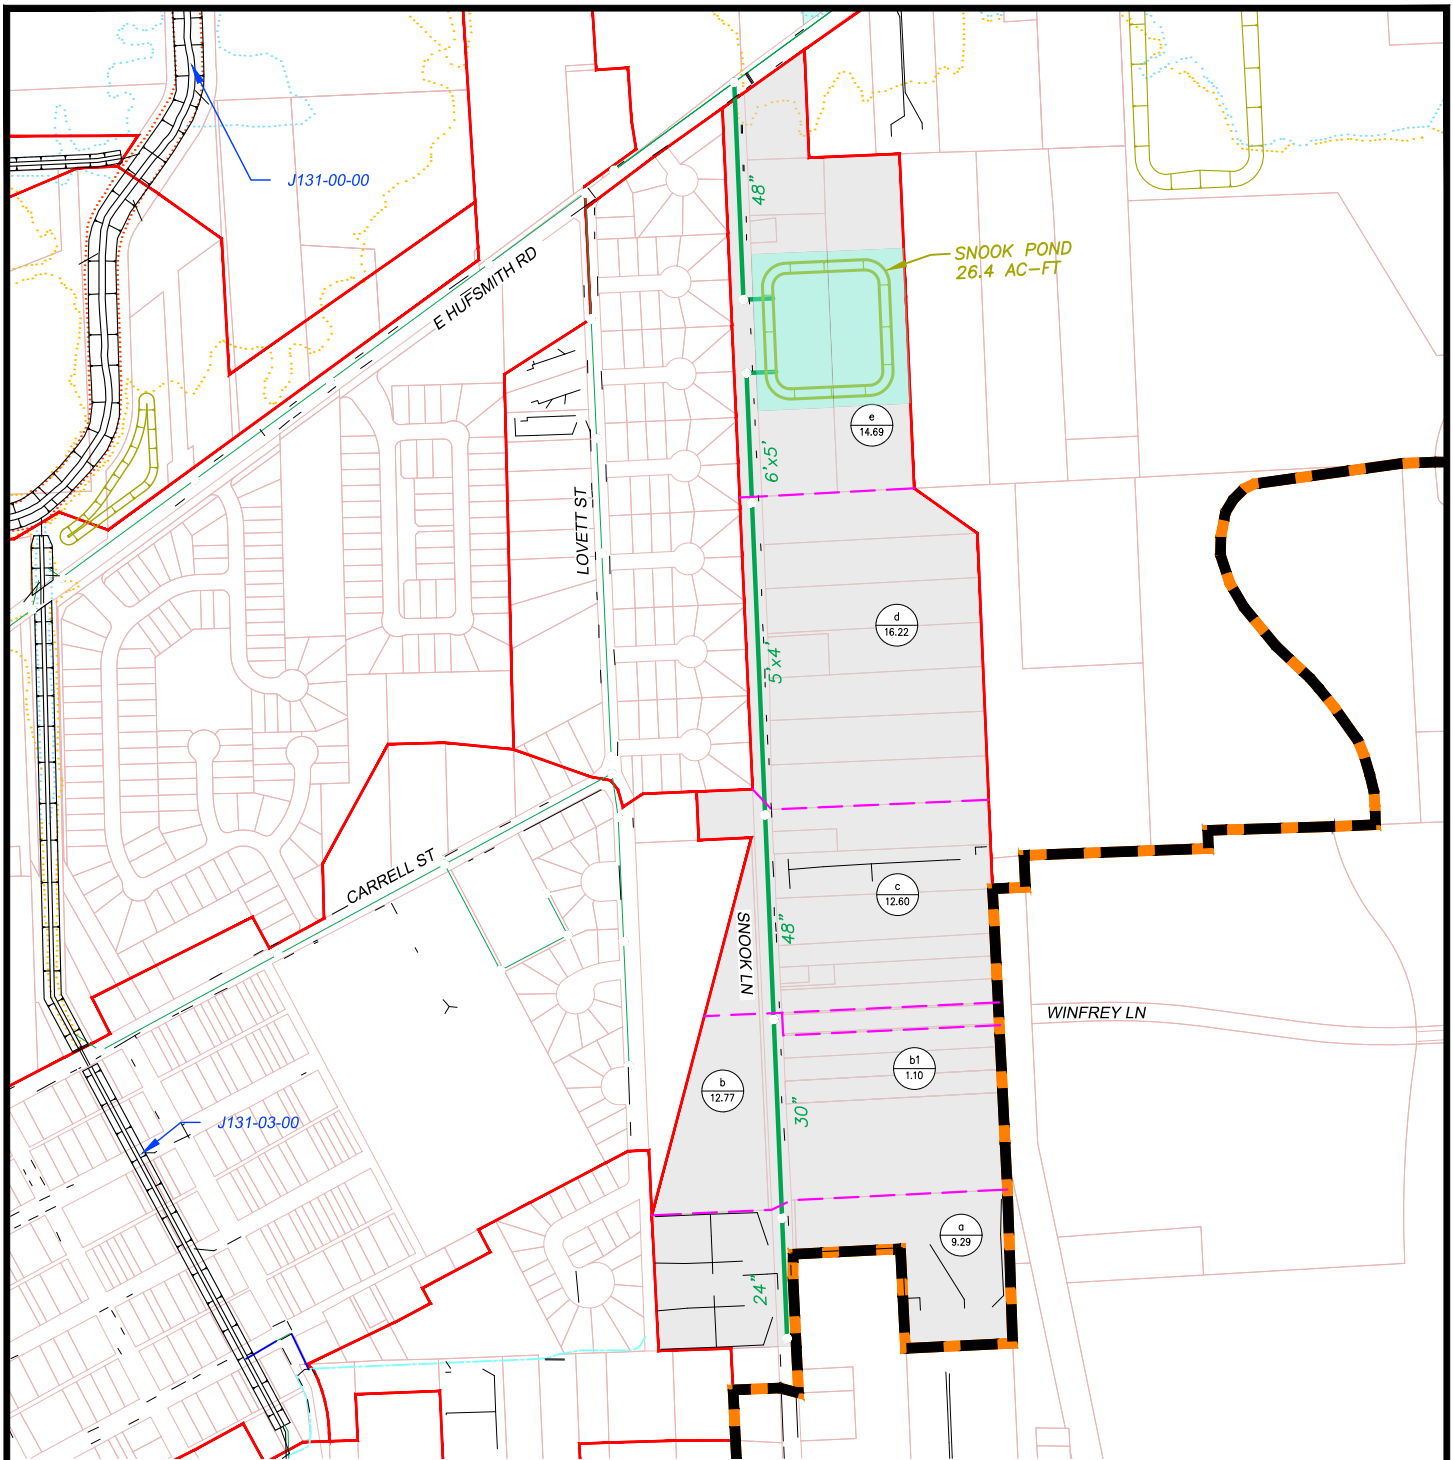 J131-00-00
48"
SNOOK POND
26.4 AC-FT
E HUFSMITH RD
e
14.69
6'x5'
LOVETT ST
d
16.22
5'x4'
CARRELL ST
c
12.60
SNOOK LN
48"
WINFREY LN
b1
1.10
b
12.77
30"
J131-03-00
a
9.29
24"